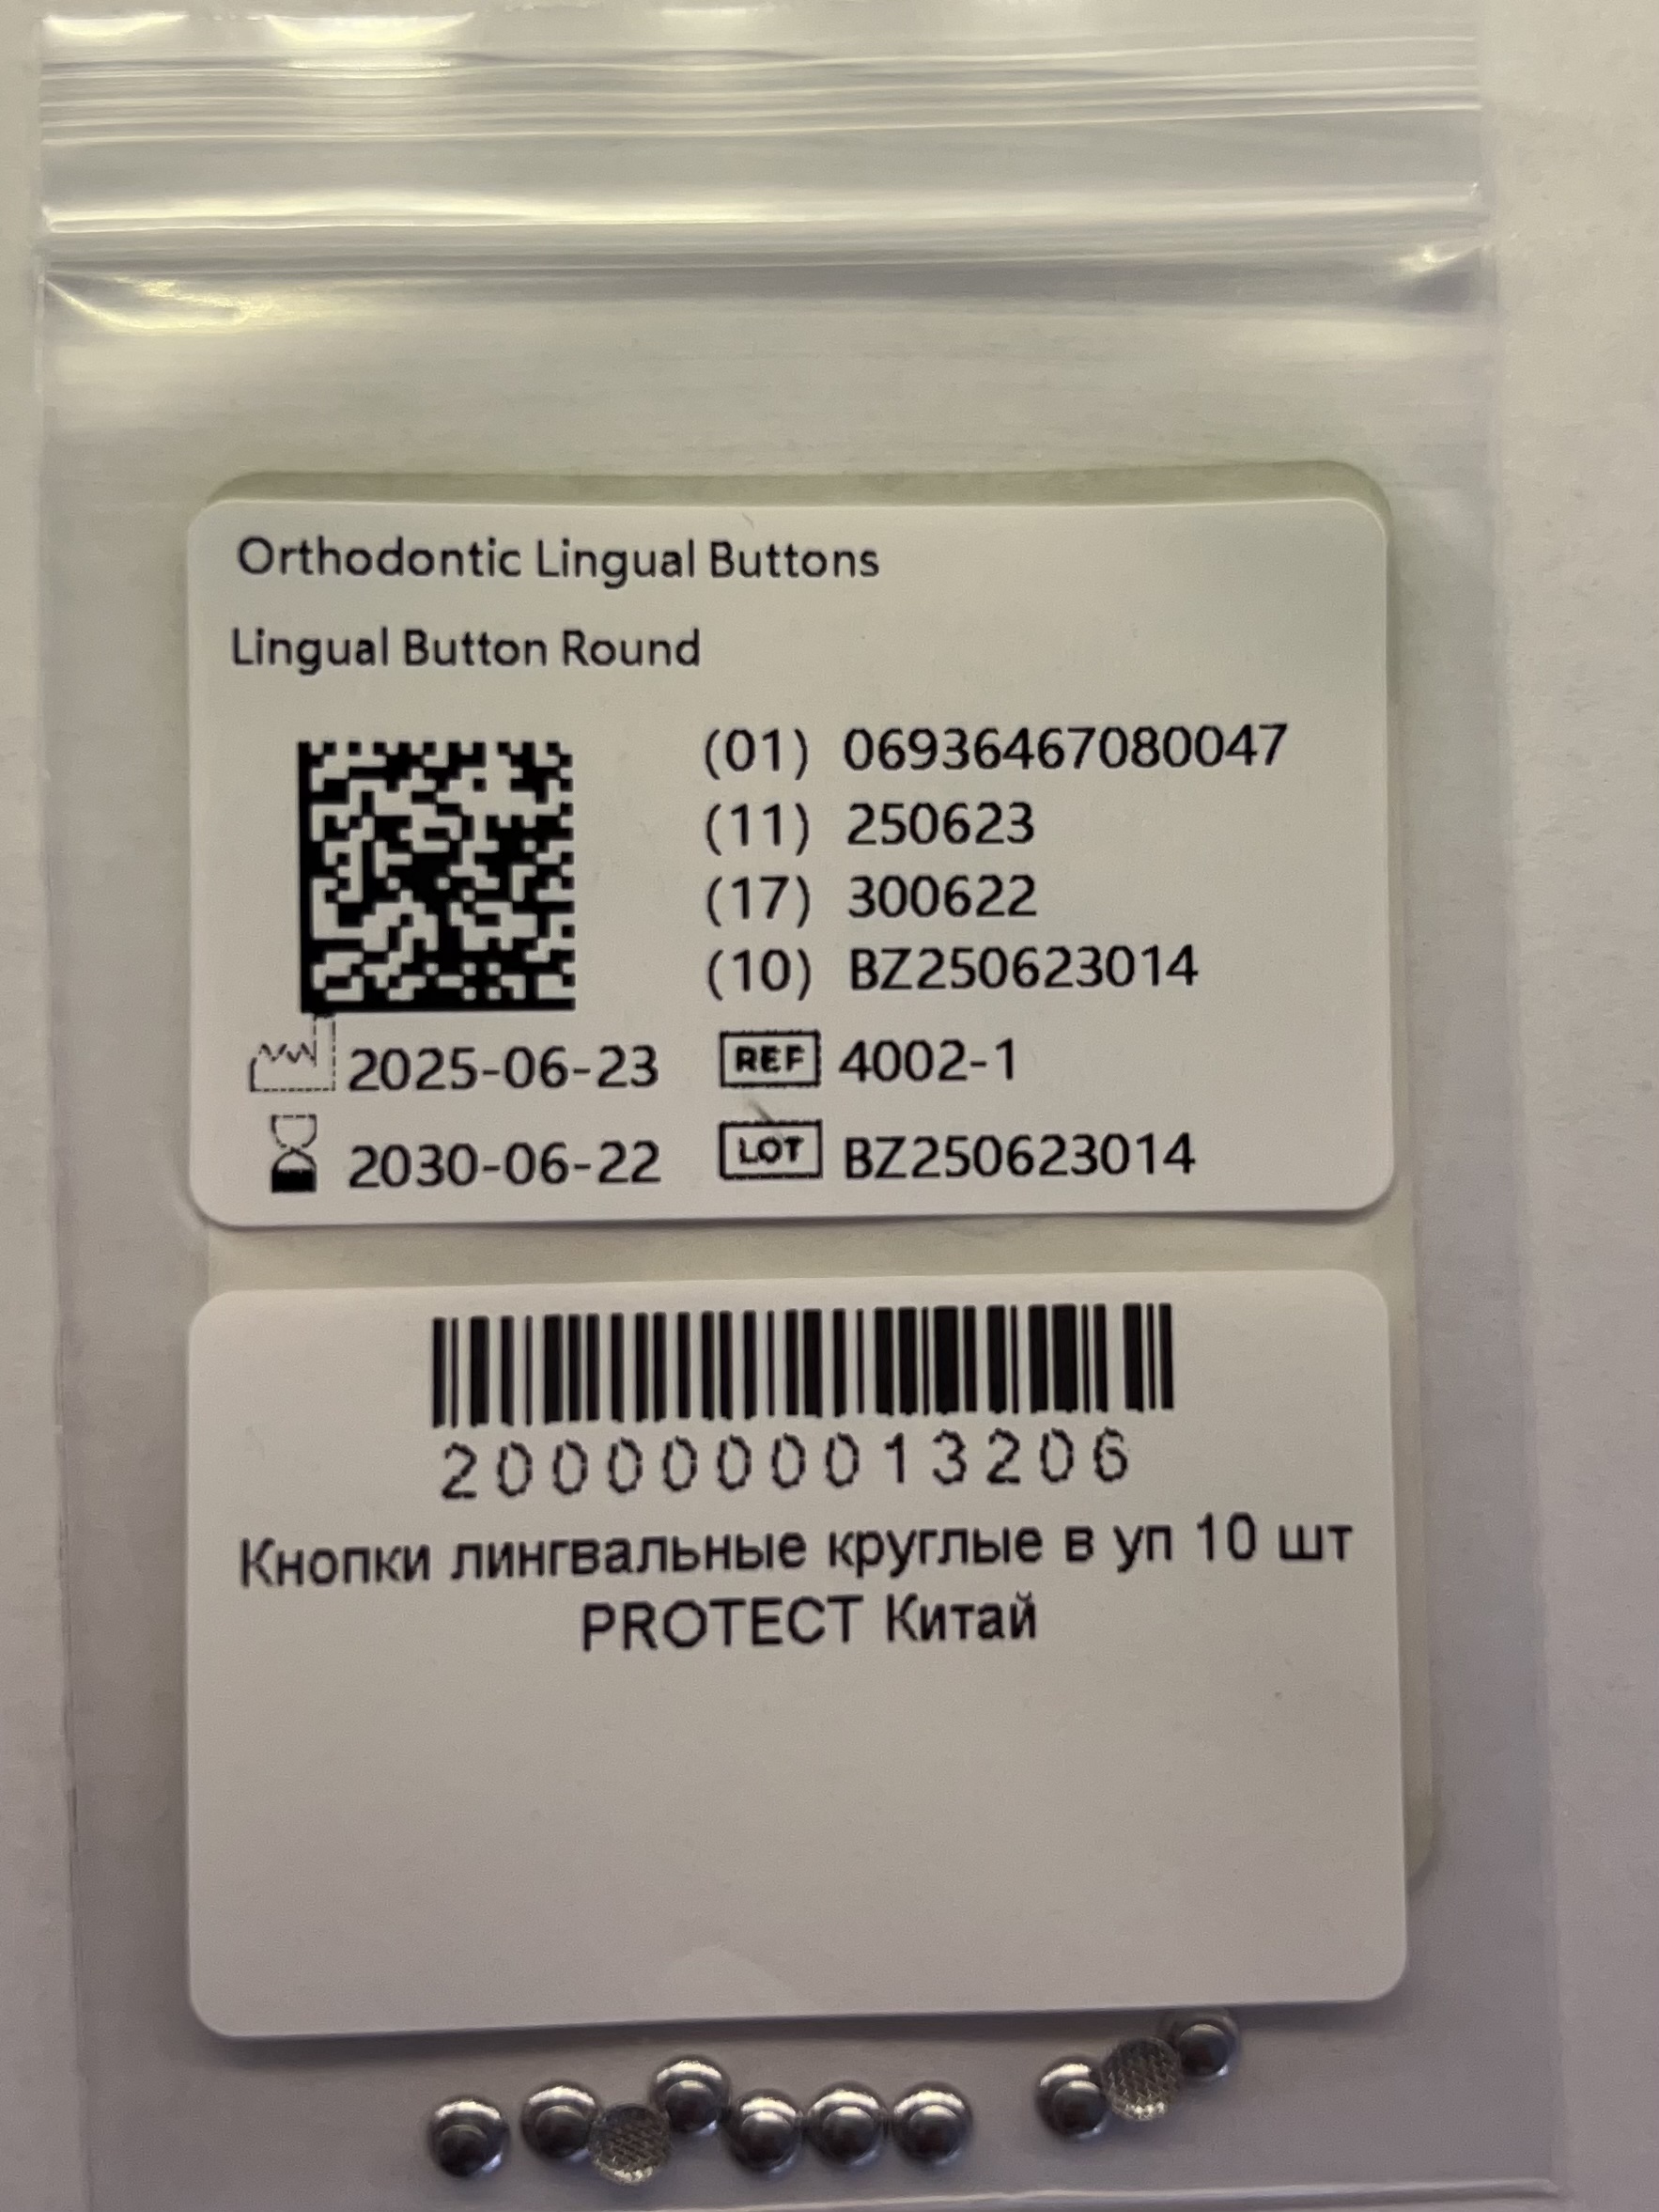 Orthodontic Lingual Buttons
Lingual Button Round
(01) 06936467080047
(11) 250623
(17) 300622
(10) BZ250623014
2025-06-23 REF 4002-1
2030-06-22 LOT BZ250623014
2000000013206
Кнопки лингвальные круглые в уп 10 шт
PROTECT Китай